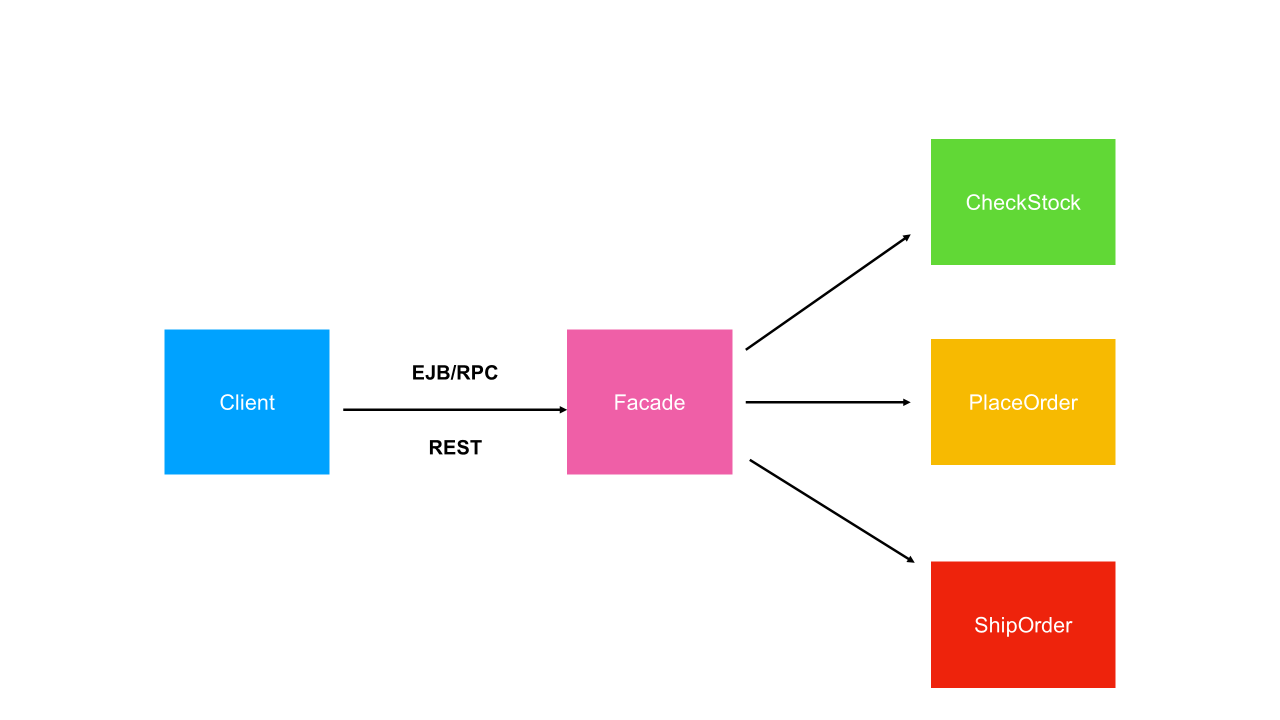 Client
EJB/RPC
REST
Facade
CheckStock
PlaceOrder
ShipOrder